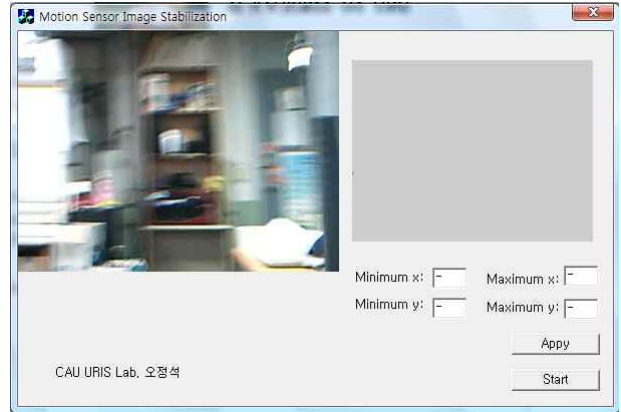 Motion Sensor Image Stabilization
Minimum x: -
Maximum x: -
Minimum y: -
Maximum y: -
Appy
CAU URIS Lab, 오정석
Start